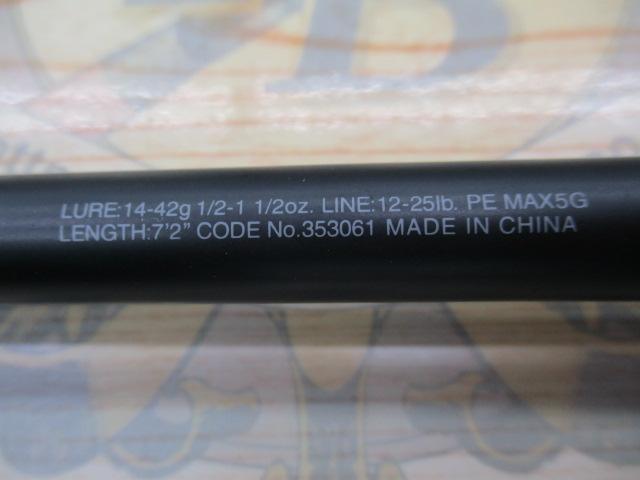 LURE:14-42g 1/2-1 1/2oz. LINE:12-25lb. PE MAX5G
LENGTH:7'2" CODE No.353061 MADE IN CHINA